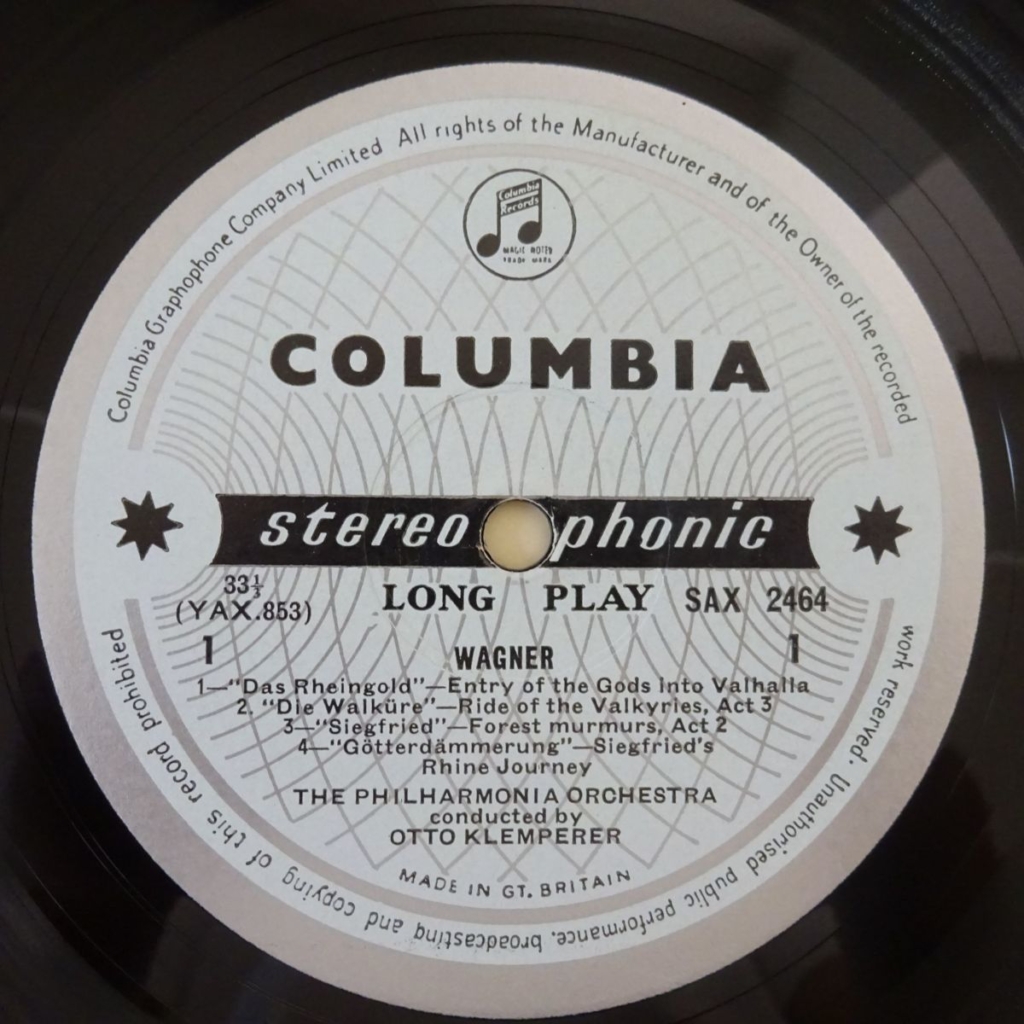 Columbia Graphophone Company Limited All rights of the Manufacturer and of the Owner of the recorded
work reserved. Unauthorised public performance, broadcasting and copying of this record prohibited
Columbia
Records
MAGIC NOTES
TRADE MARK
COLUMBIA
stereophonic
33⅓
(YAX.853)
LONG PLAY SAX 2464
1 1
WAGNER
1—"Das Rheingold"—Entry of the Gods into Valhalla
2. "Die Walküre"—Ride of the Valkyries, Act 3
3—"Siegfried"—Forest murmurs, Act 2
4—"Götterdämmerung"—Siegfried's
Rhine Journey
THE PHILHARMONIA ORCHESTRA
conducted by
OTTO KLEMPERER
MADE IN GT. BRITAIN